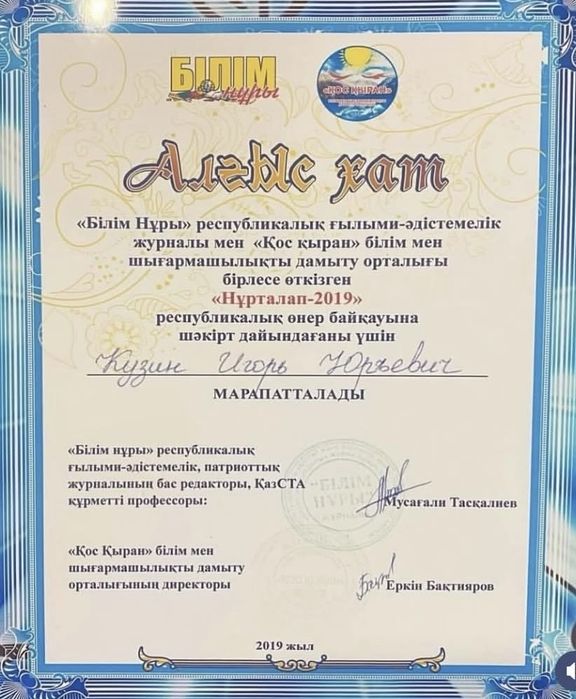 БІЛІМ
нұры
«ҚОС ҚЫРАН»
Алғыс хат
«Білім Нұры» республикалық ғылыми-әдістемелік
журналы мен «Қос қыран» білім мен
шығармашылықты дамыту орталығы
бірлесе өткізген
«Нұрталап-2019»
республикалық өнер байқауына
шәкірт дайындағаны үшін
Кузин Игорь Юрьевич
МАРАПАТТАЛАДЫ
«Білім нұры» республикалық
ғылыми-әдістемелік, патриоттық
журналының бас редакторы, ҚазСТА
құрметті профессоры:
Мусағали Тасқалиев
БІЛІМ
НҰРЫ
«Қос Қыран» білім мен
шығармашылықты дамыту
орталығының директоры
Еркін Бақтияров
2019 жыл